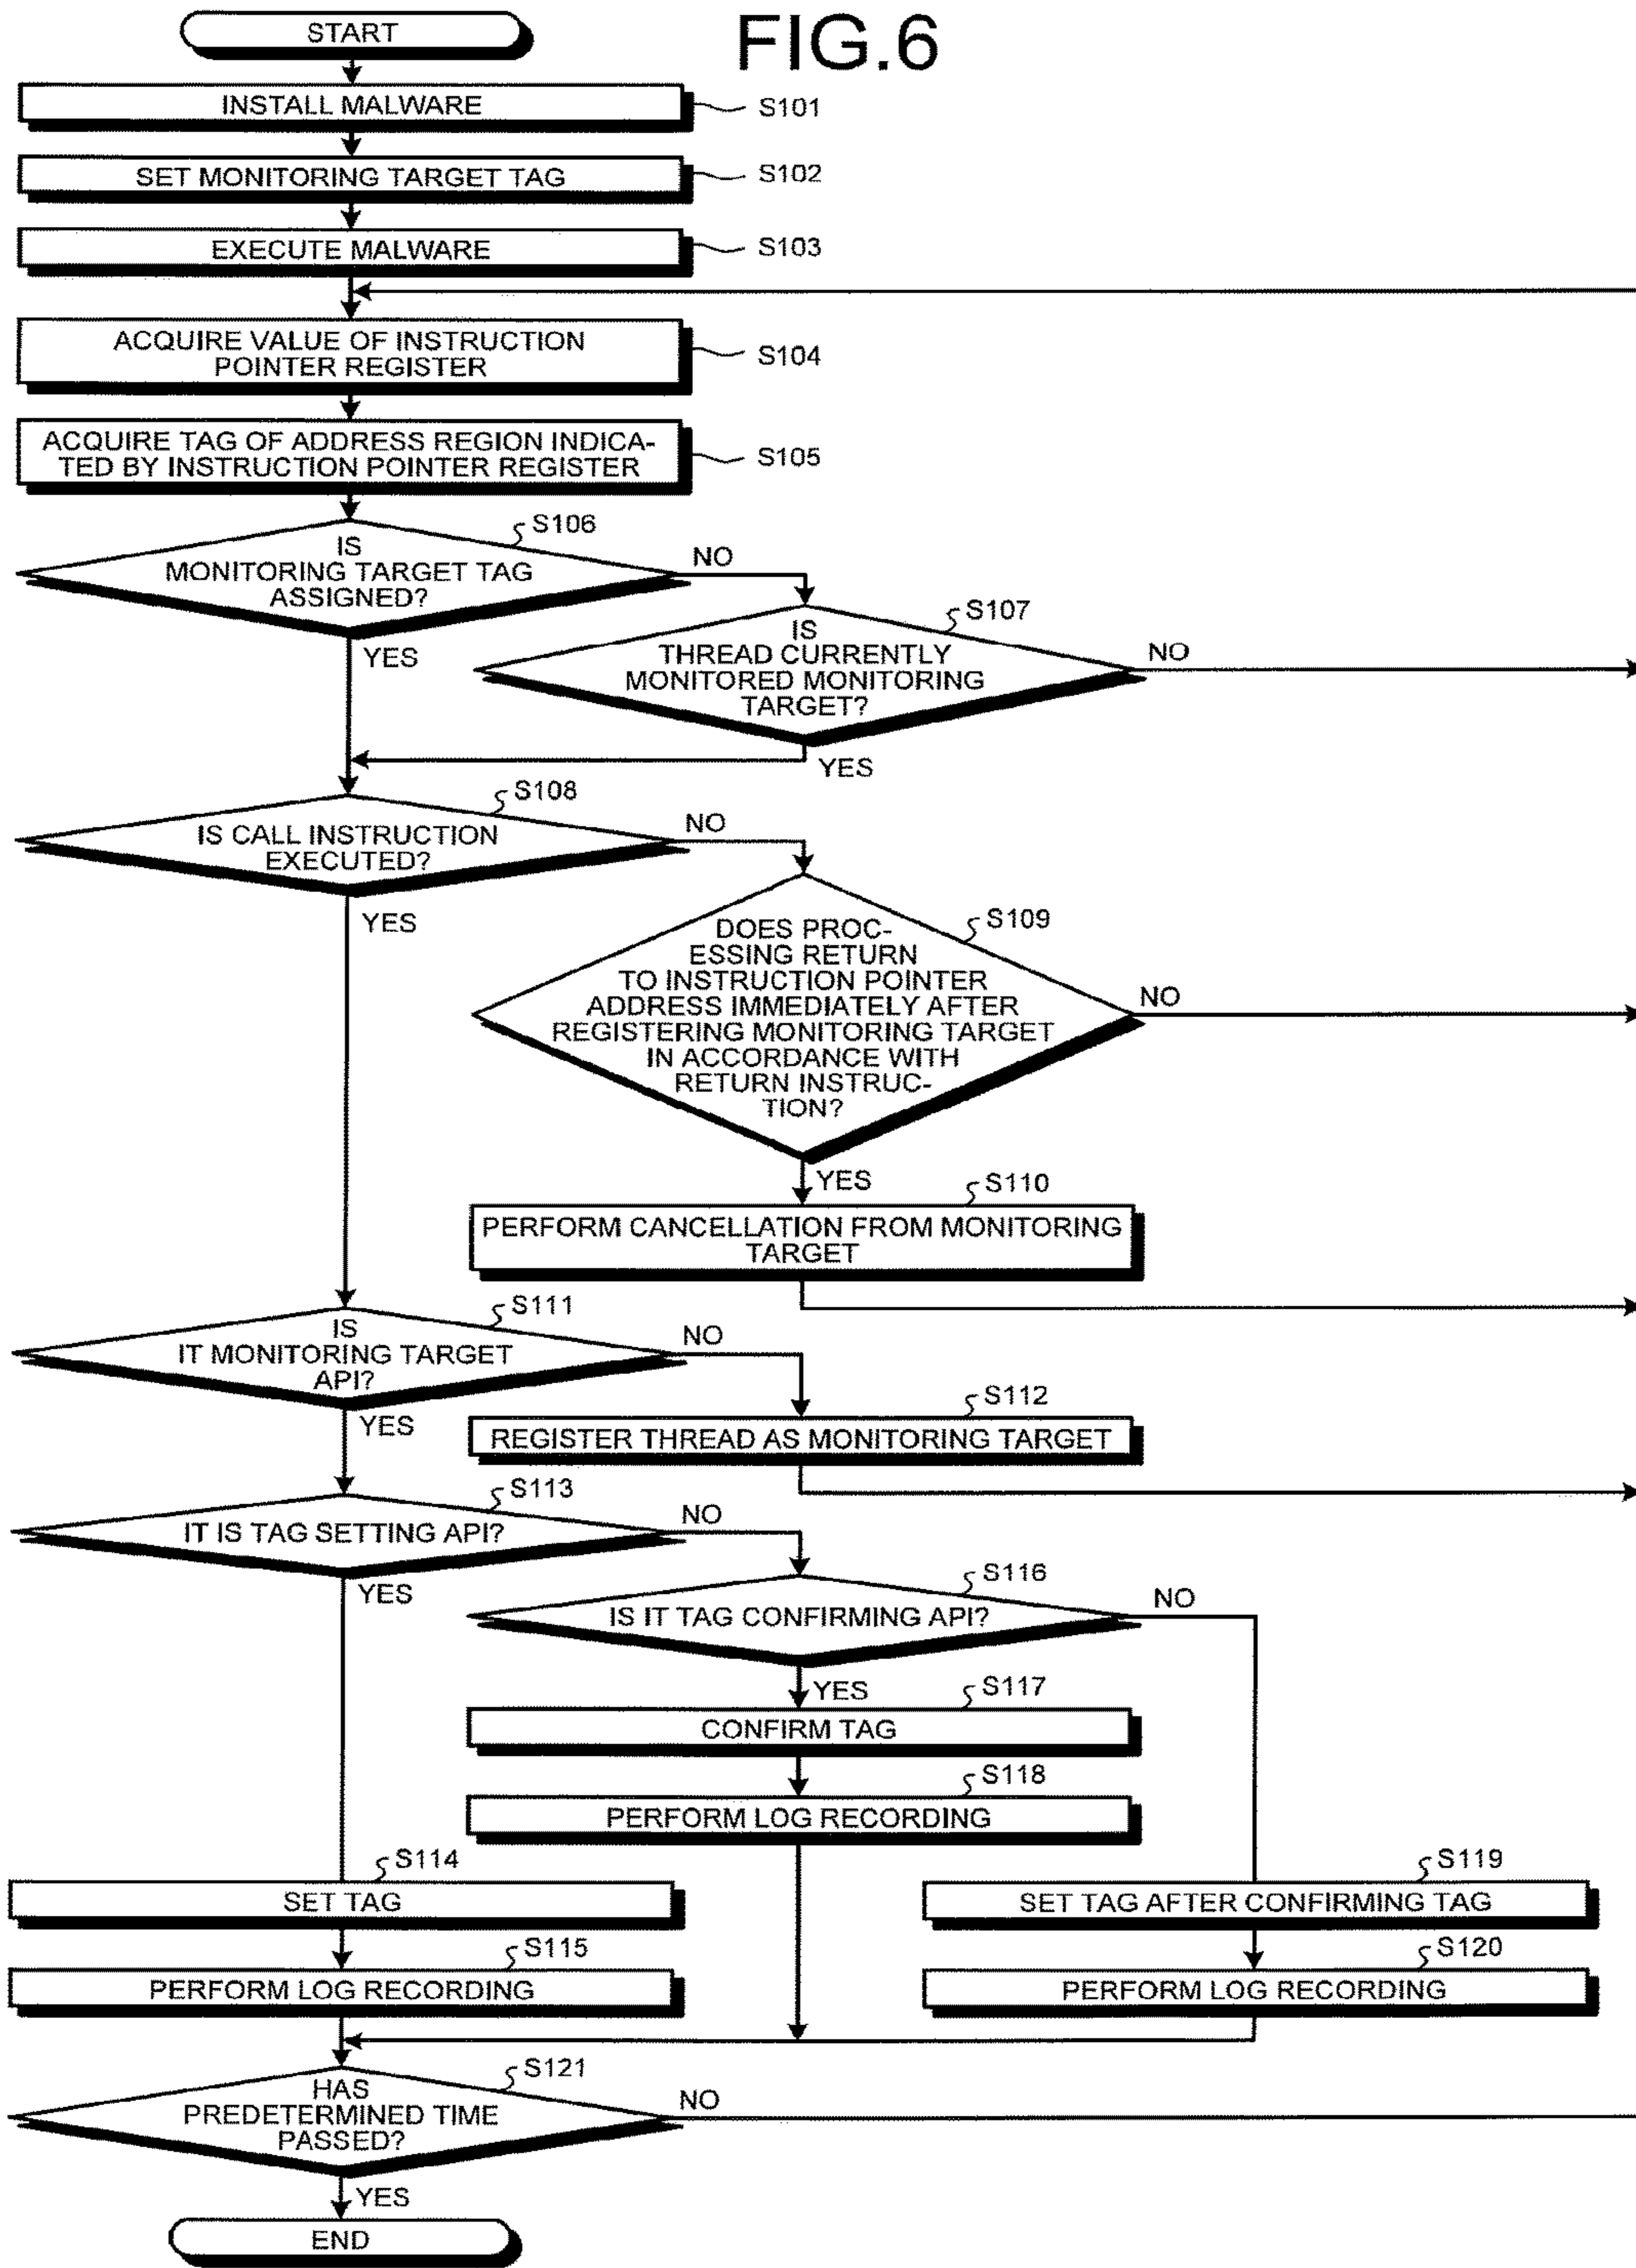 FIG.6
START
INSTALL MALWARE
S101
SET MONITORING TARGET TAG
S102
EXECUTE MALWARE
S103
ACQUIRE VALUE OF INSTRUCTION
POINTER REGISTER
S104
ACQUIRE TAG OF ADDRESS REGION INDICA-
TED BY INSTRUCTION POINTER REGISTER
S105
S106
IS
MONITORING TARGET TAG
ASSIGNED?
NO
YES
S107
IS
THREAD CURRENTLY
MONITORED MONITORING
TARGET?
NO
YES
S108
IS CALL INSTRUCTION
EXECUTED?
NO
YES
S109
DOES PROC-
ESSING RETURN
TO INSTRUCTION POINTER
ADDRESS IMMEDIATELY AFTER
REGISTERING MONITORING TARGET
IN ACCORDANCE WITH
RETURN INSTRUC-
TION?
NO
YES
S110
PERFORM CANCELLATION FROM MONITORING
TARGET
S111
IS
IT MONITORING TARGET
API?
NO
YES
S112
REGISTER THREAD AS MONITORING TARGET
S113
IT IS TAG SETTING API?
NO
YES
S116
IS IT TAG CONFIRMING API?
NO
YES
S117
CONFIRM TAG
S118
PERFORM LOG RECORDING
S114
SET TAG
S119
SET TAG AFTER CONFIRMING TAG
S115
PERFORM LOG RECORDING
S120
PERFORM LOG RECORDING
S121
HAS
PREDETERMINED TIME
PASSED?
NO
YES
END